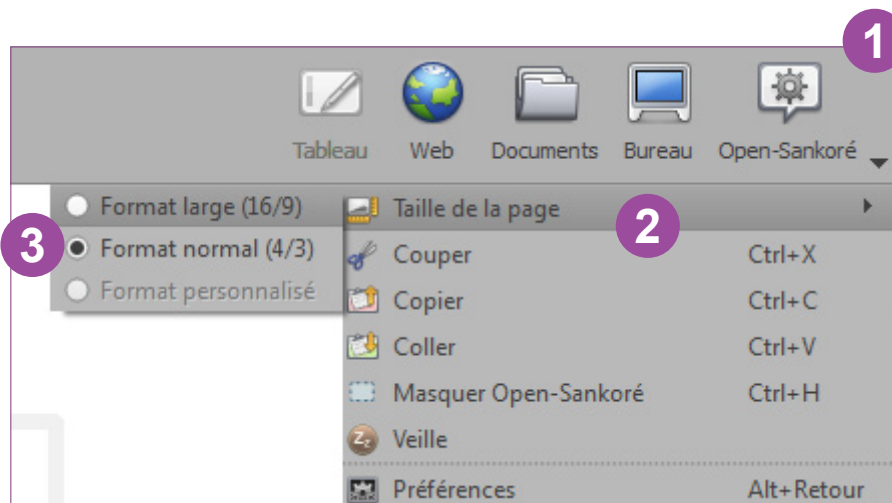 1
Tableau Web Documents Bureau Open-Sankoré
Format large (16/9) Taille de la page
2
3
Format normal (4/3) Couper Ctrl+X
Format personnalisé Copier Ctrl+C
Coller Ctrl+V
Masquer Open-Sankoré Ctrl+H
Zz Veille
Préférences Alt+Retour